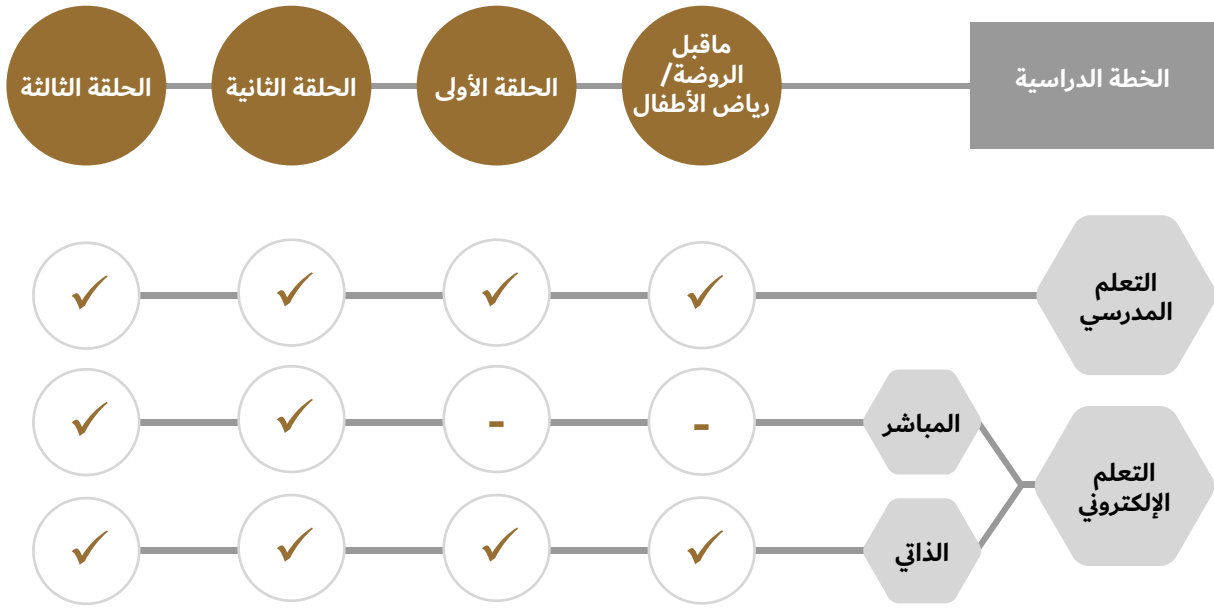 الخطة الدراسية
ماقبل
الروضة/
رياض الأطفال
الحلقة الأولى
الحلقة الثانية
الحلقة الثالثة
التعلم
المدرسي
✓ ✓ ✓ ✓
التعلم
الإلكتروني
المباشر
- - ✓ ✓
الذاتي
✓ ✓ ✓ ✓